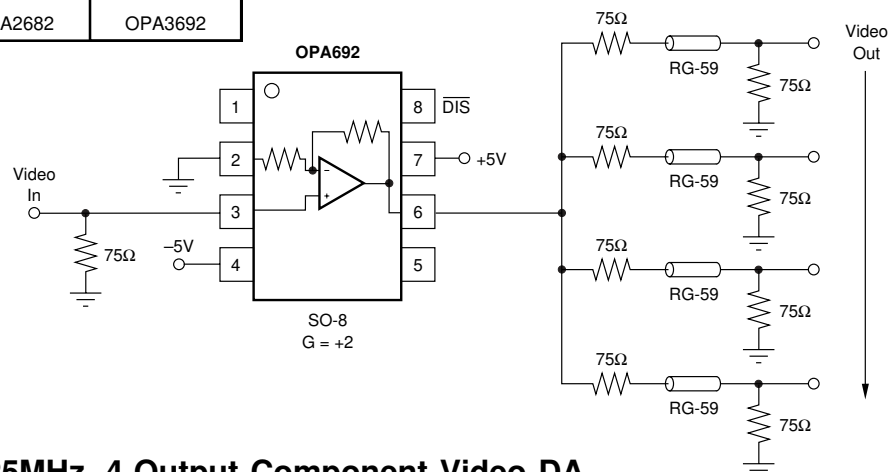 A2682 OPA3692
OPA692
1
2
3
4
8 DIS
7
6
5
+5V
–5V
Video
In
75Ω
SO-8
G = +2
75Ω
RG-59
75Ω
75Ω
RG-59
75Ω
75Ω
RG-59
75Ω
75Ω
RG-59
75Ω
Video
Out
5MHz, 4-Output Component Video DA